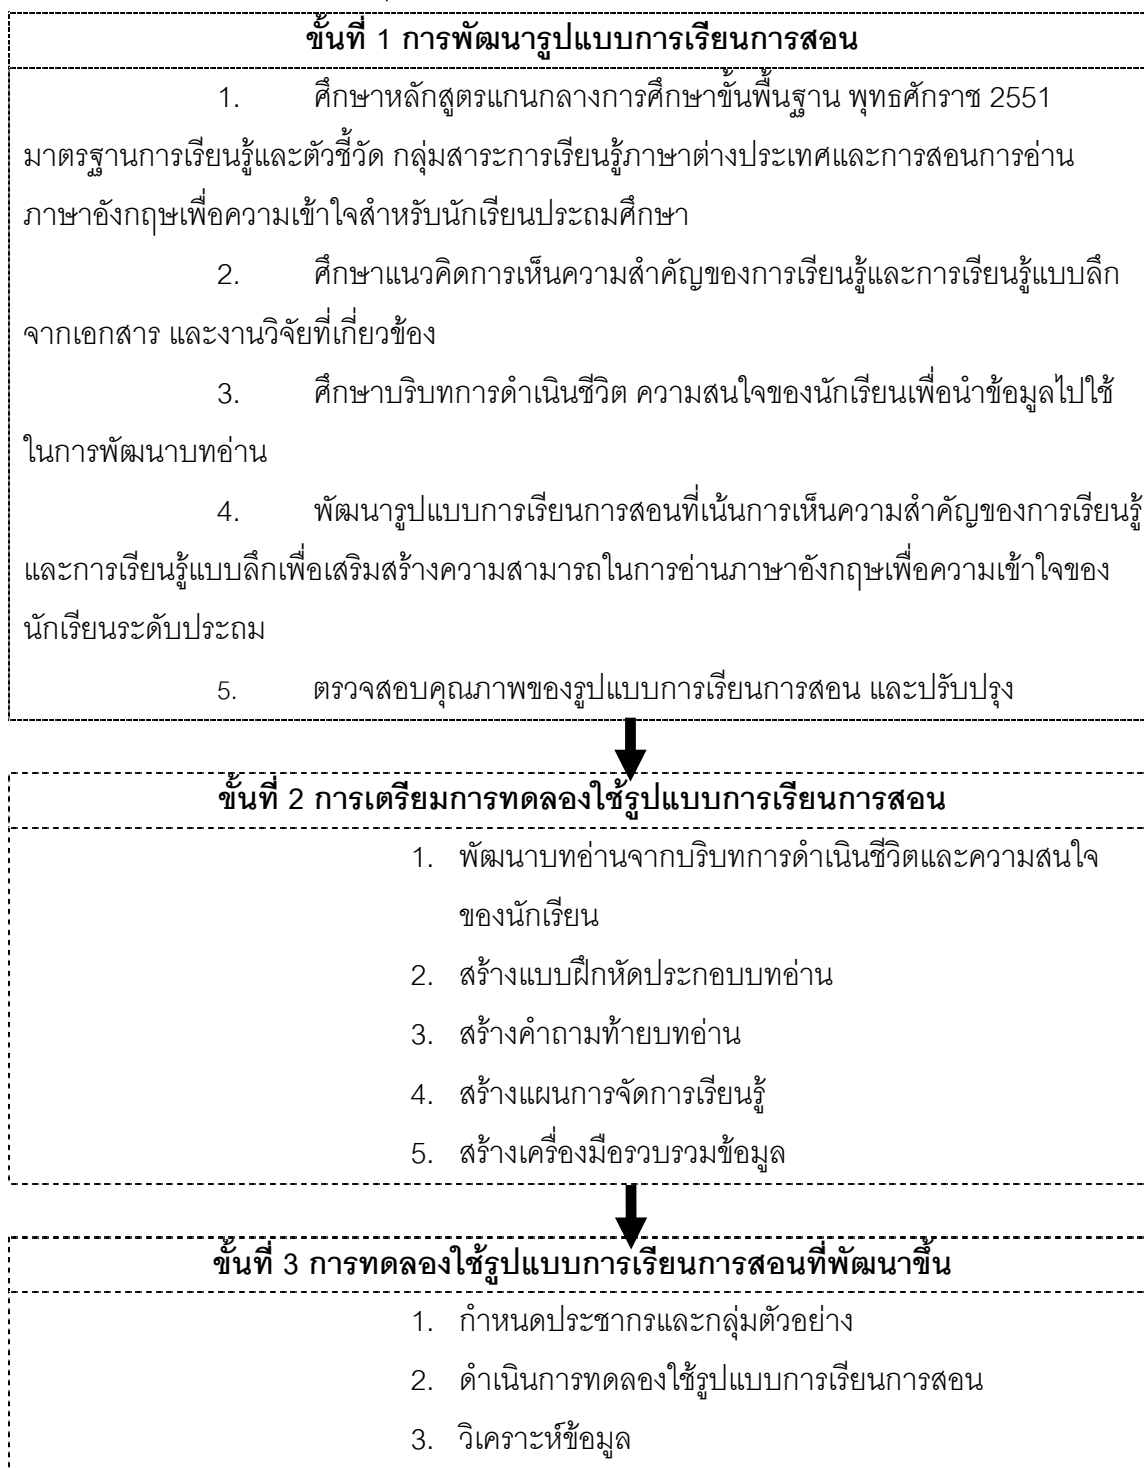 ขั้นที่ 1 การพัฒนารูปแบบการเรียนการสอน
1. ศึกษาหลักสูตรแกนกลางการศึกษาขั้นพื้นฐาน พุทธศักราช 2551
มาตรฐานการเรียนรู้และตัวชี้วัด กลุ่มสาระการเรียนรู้ภาษาต่างประเทศและการสอนการอ่าน
ภาษาอังกฤษเพื่อความเข้าใจสำหรับนักเรียนประถมศึกษา
2. ศึกษาแนวคิดการเห็นความสำคัญของการเรียนรู้และการเรียนรู้แบบลึก
จากเอกสาร และงานวิจัยที่เกี่ยวข้อง
3. ศึกษาบริบทการดำเนินชีวิต ความสนใจของนักเรียนเพื่อนำข้อมูลไปใช้
ในการพัฒนาบทอ่าน
4. พัฒนารูปแบบการเรียนการสอนที่เน้นการเห็นความสำคัญของการเรียนรู้
และการเรียนรู้แบบลึกเพื่อเสริมสร้างความสามารถในการอ่านภาษาอังกฤษเพื่อความเข้าใจของ
นักเรียนระดับประถม
5. ตรวจสอบคุณภาพของรูปแบบการเรียนการสอน และปรับปรุง
ขั้นที่ 2 การเตรียมการทดลองใช้รูปแบบการเรียนการสอน
1. พัฒนาบทอ่านจากบริบทการดำเนินชีวิตและความสนใจ
ของนักเรียน
2. สร้างแบบฝึกหัดประกอบบทอ่าน
3. สร้างคำถามท้ายบทอ่าน
4. สร้างแผนการจัดการเรียนรู้
5. สร้างเครื่องมือรวบรวมข้อมูล
ขั้นที่ 3 การทดลองใช้รูปแบบการเรียนการสอนที่พัฒนาขึ้น
1. กำหนดประชากรและกลุ่มตัวอย่าง
2. ดำเนินการทดลองใช้รูปแบบการเรียนการสอน
3. วิเคราะห์ข้อมูล